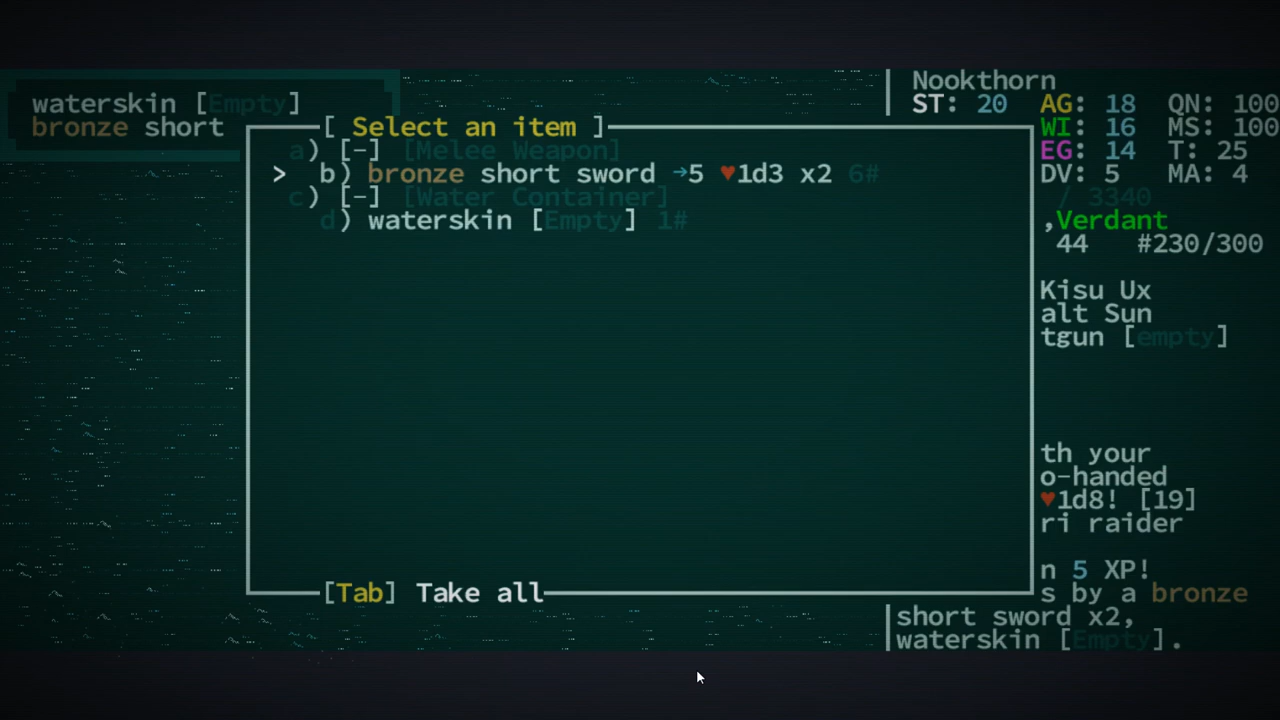 waterskin [Empty]
bronze short
[ Select an item ]
a) [-] [Melee Weapon]
> b) bronze short sword →5 ♥1d3 x2 6#
c) [-] [Water Container]
d) waterskin [Empty] 1#
[Tab] Take all
Nookthorn
ST: 20 AG: 18 QN: 100
WI: 16 MS: 100
EG: 14 T: 25
DV: 5 MA: 4
/ 3340
,Verdant
44 #230/300
Kisu Ux
alt Sun
tgun [empty]
th your
o-handed
♥1d8! [19]
ri raider
n 5 XP!
s by a bronze
short sword x2,
waterskin [Empty].